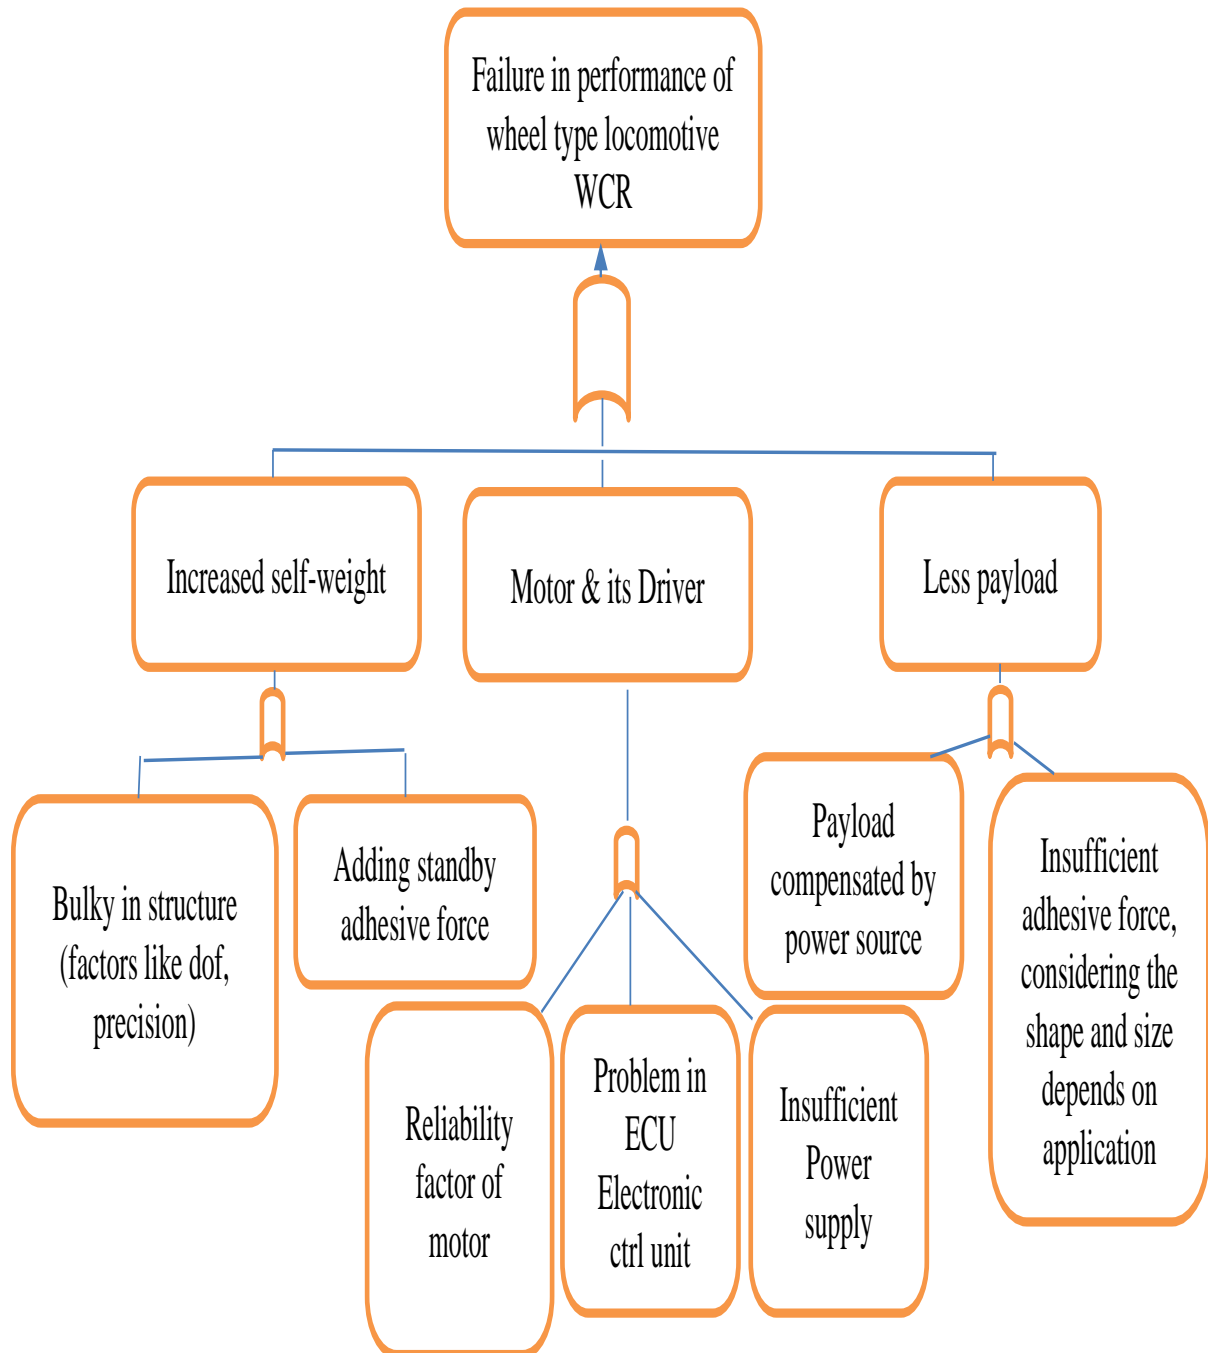 Failure in performance of
wheel type locomotive
WCR
Increased self-weight
Motor & its Driver
Less payload
Bulky in structure
(factors like dof,
precision)
Adding standby
adhesive force
Reliability
factor of
motor
Problem in
ECU
Electronic
ctrl unit
Insufficient
Power
supply
Payload
compensated by
power source
Insufficient
adhesive force,
considering the
shape and size
depends on
application